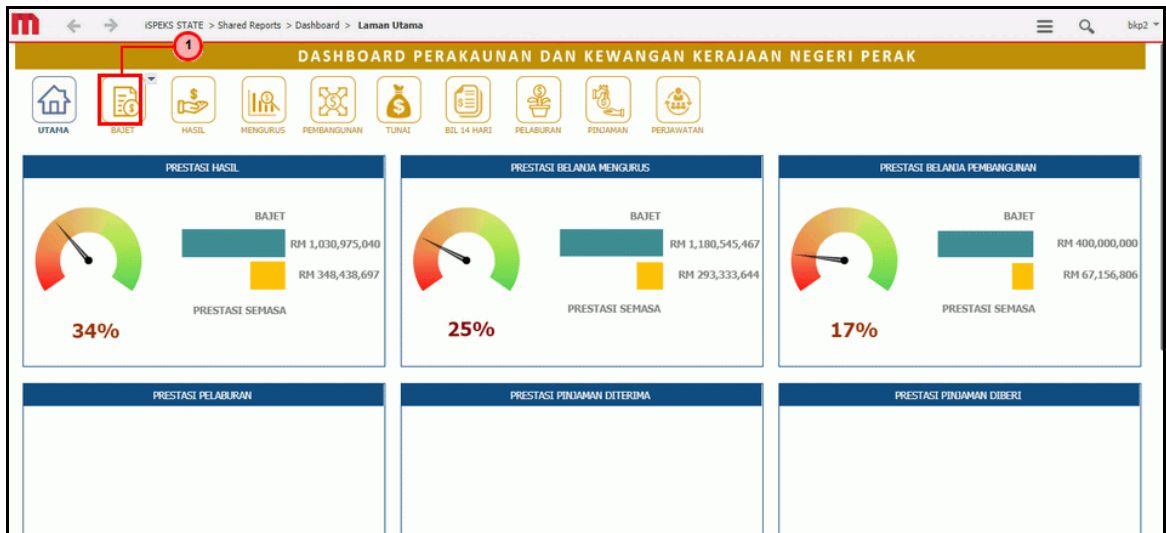 iSPEKS STATE > Shared Reports > Dashboard > Laman Utama
bkp2
1
DASHBOARD PERAKAUNAN DAN KEWANGAN KERAJAAN NEGERI PERAK
UTAMA BAJET HASIL MENGURUS PEMBANGUNAN TUNAI BIL 14 HARI PELABURAN PINJAMAN PERJAWATAN
PRESTASI HASIL
BAJET
RM 1,030,975,040
RM 348,438,697
PRESTASI SEMASA
34%
PRESTASI BELANJA MENGURUS
BAJET
RM 1,180,545,467
RM 293,333,644
PRESTASI SEMASA
25%
PRESTASI BELANJA PEMBANGUNAN
BAJET
RM 400,000,000
RM 67,156,806
PRESTASI SEMASA
17%
PRESTASI PELABURAN
PRESTASI PINJAMAN DITERIMA
PRESTASI PINJAMAN DIBERI